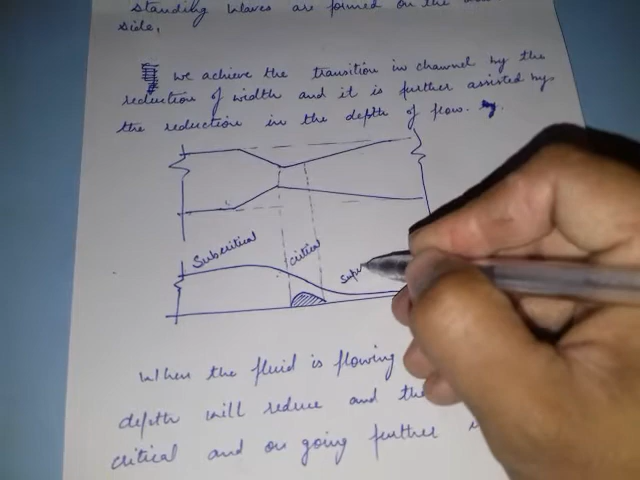 standing waves are formed on the
side,
we achieve the transition in channel by the
reduction of width and it is further assisted by
the reduction in the depth of flow.
Subcritical
critical
Supe
When the fluid is flowing
depth will reduce and the
critical and on going further